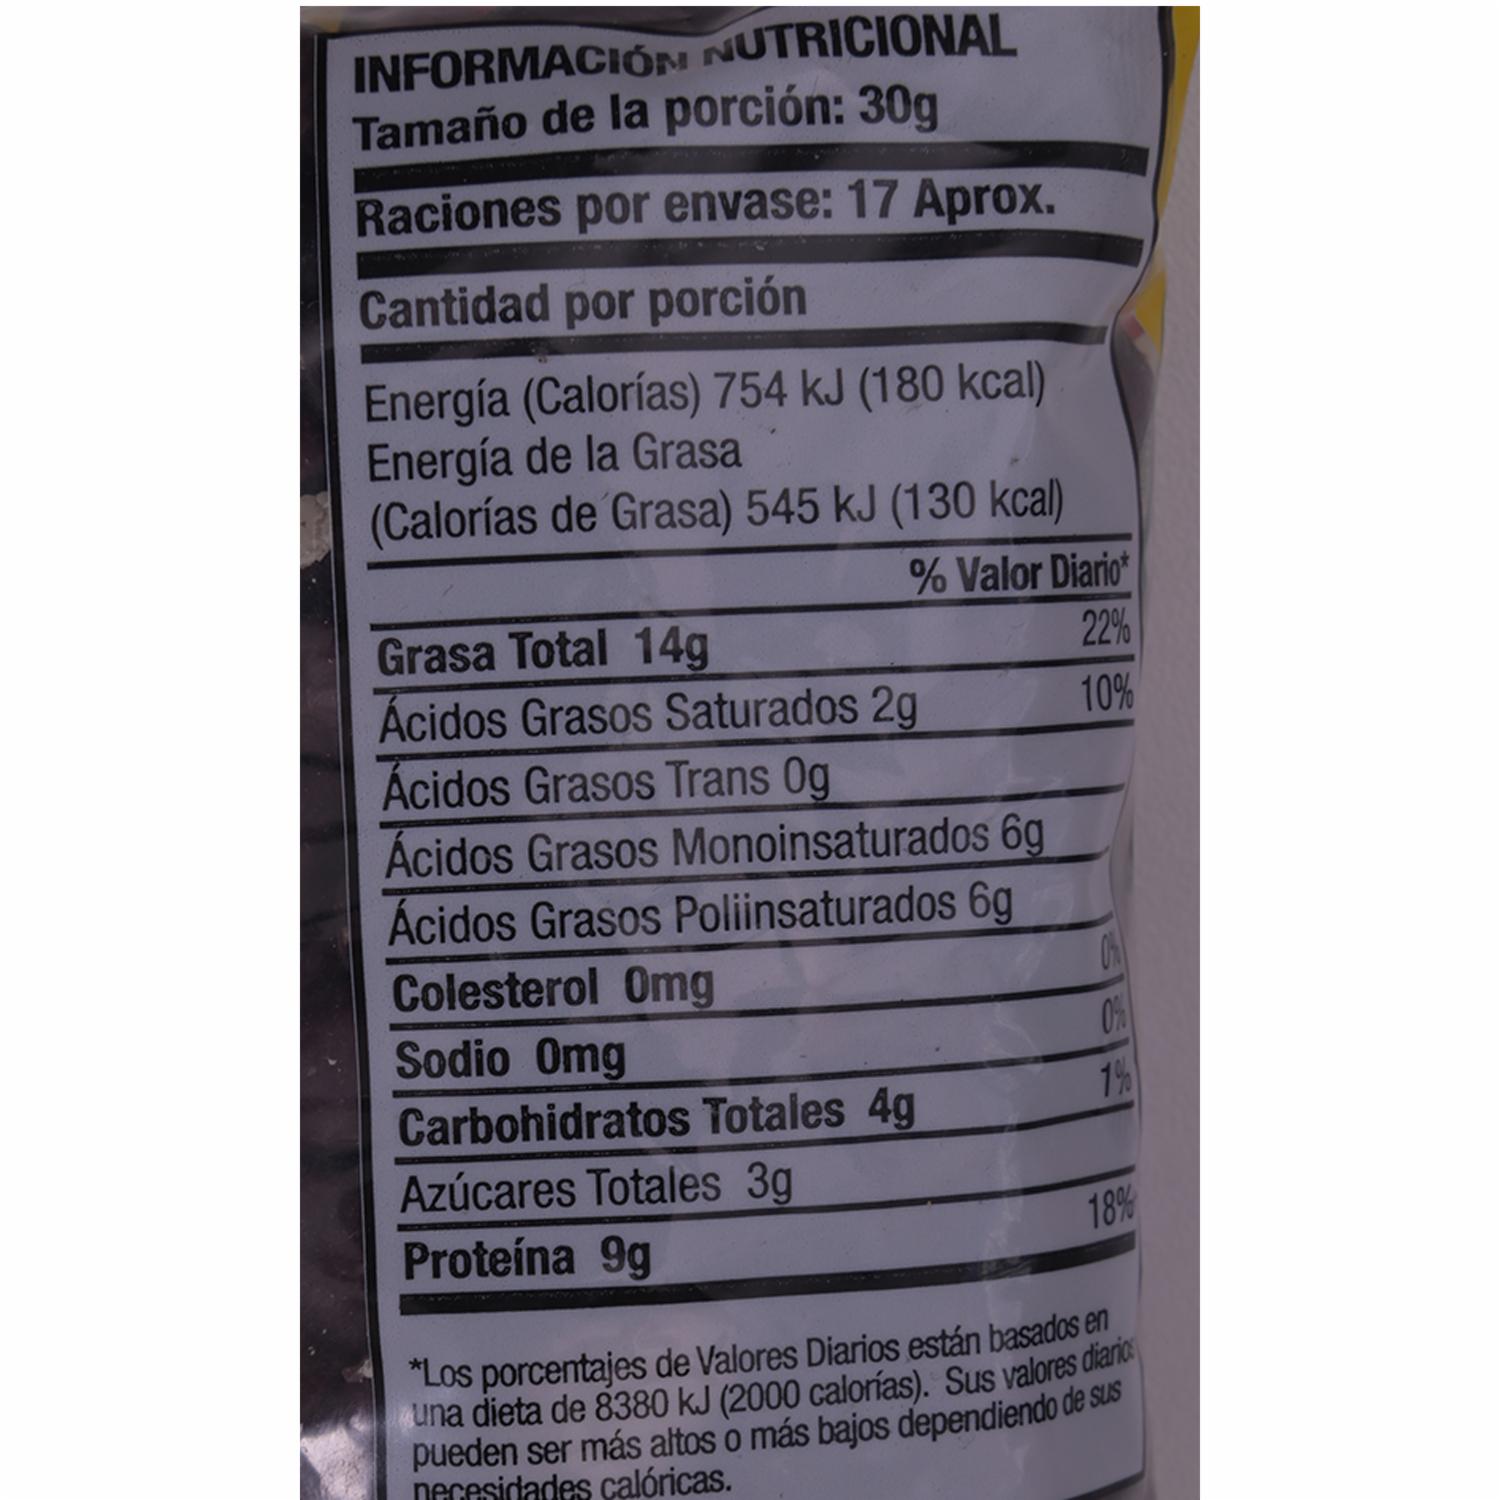 INFORMACIÓN NUTRICIONAL
Tamaño de la porción: 30g
Raciones por envase: 17 Aprox.
Cantidad por porción
Energía (Calorías) 754 kJ (180 kcal)
Energía de la Grasa
(Calorías de Grasa) 545 kJ (130 kcal)
% Valor Diario*
Grasa Total 14g 22%
Ácidos Grasos Saturados 2g 10%
Ácidos Grasos Trans 0g
Ácidos Grasos Monoinsaturados 6g
Ácidos Grasos Poliinsaturados 6g
Colesterol 0mg 0%
Sodio 0mg 0%
Carbohidratos Totales 4g 1%
Azúcares Totales 3g
Proteína 9g 18%
*Los porcentajes de Valores Diarios están basados en
una dieta de 8380 kJ (2000 calorías). Sus valores diarios
pueden ser más altos o más bajos dependiendo de sus
necesidades calóricas.